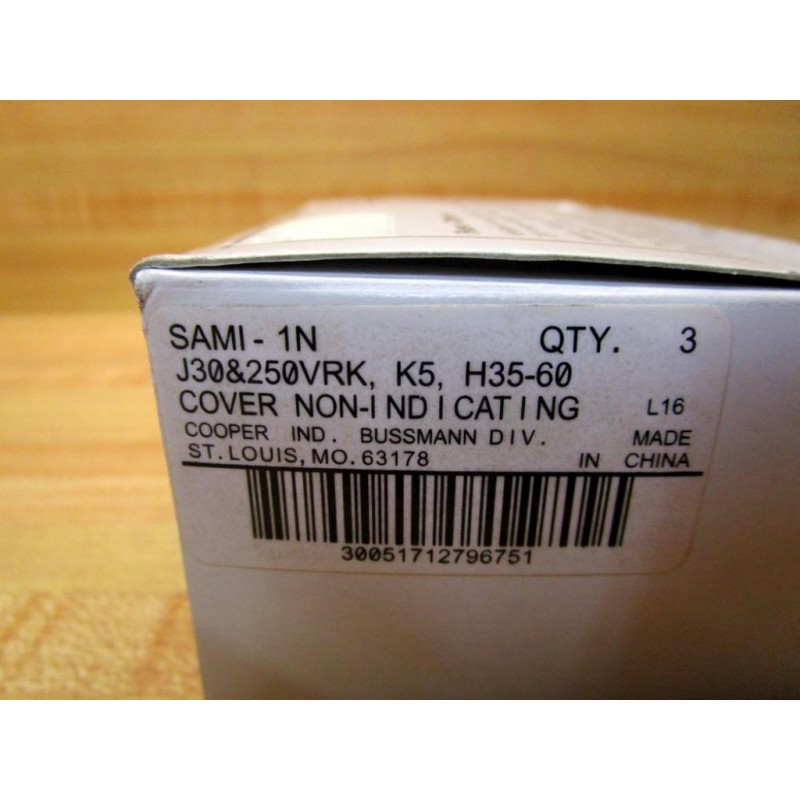 SAMI - 1N QTY. 3
J30&250VRK, K5, H35-60
COVER NON-INDICATING L16
COOPER IND. BUSSMANN DIV. MADE
ST. LOUIS, MO. 63178 IN CHINA
30051712796751